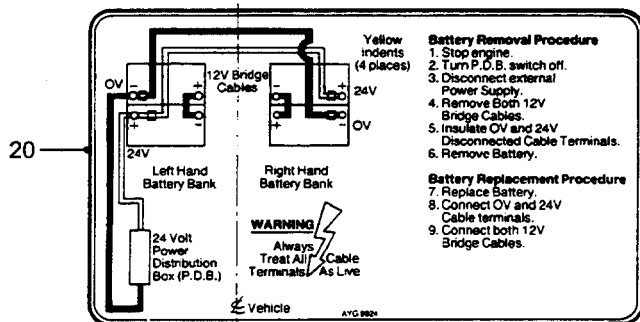 20
OV
24V
- +
+ -
12V Bridge
Cables
Yellow
indents
(4 places)
- +
+ -
24V
OV
Left Hand
Battery Bank
Right Hand
Battery Bank
24 Volt
Power
Distribution
Box (P.D.B.)
WARNING
Always
Treat All Cable
Terminals As Live
Vehicle
Battery Removal Procedure
1. Stop engine.
2. Turn P.D.B. switch off.
3. Disconnect external
Power Supply.
4. Remove Both 12V
Bridge Cables.
5. Insulate OV and 24V
Disconnected Cable Terminals.
6. Remove Battery.
Battery Replacement Procedure
7. Replace Battery.
8. Connect OV and 24V
Cable terminals.
9. Connect both 12V
Bridge Cables.